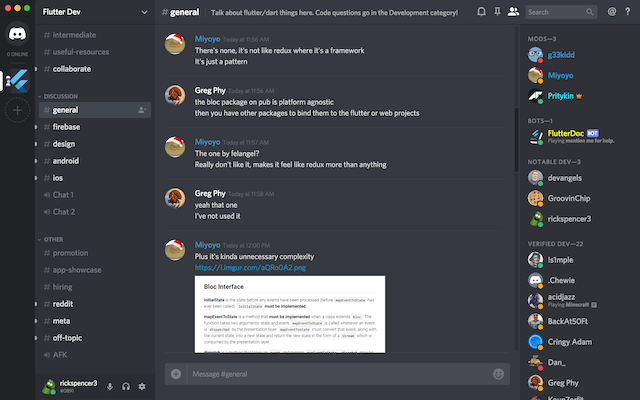 Flutter Dev
# general
Talk about flutter/dart things here. Code questions go in the Development category!
Search
0 ONLINE
# intermediate
# useful-resources
# collaborate
DISCUSSION
# general
# firebase
# design
# android
# ios
Chat 1
Chat 2
OTHER
# promotion
# app-showcase
# hiring
# reddit
# meta
# off-topic
AFK
rickspencer3
Miyoyo Today at 11:56 AM
There's none, it's not like redux where it's a framework
It's just a pattern
Greg Phy Today at 11:56 AM
the bloc package on pub is platform agnostic
then you have other packages to bind them to the flutter or web projects
Miyoyo Today at 11:57 AM
The one by felangel?
Really don't like it, makes it feel like redux more than anything
Greg Phy Today at 11:58 AM
yeah that one
I've not used it
Miyoyo Today at 12:00 PM
Plus it's kinda unnecessary complexity
https://i.imgur.com/aQRo0A2.png
Bloc Interface
initialState is the state before any events have been processed (before mapEventToState has
ever been called). initialState must be implemented.
mapEventToState is a method that must be implemented when a class extends Bloc. The
function takes two arguments: state and event. mapEventToState is called whenever an event
is dispatched by the presentation layer. mapEventToState must convert that event, along with
the current state, into a new state and return the new state in the form of a Stream which is
consumed by the presentation layer.
Message #general
MODS—3
g33kidd
Miyoyo
Pritykin
BOTS—1
FlutterDoc BOT
Playing mention me for help.
NOTABLE DEV—3
devangels
GroovinChip
rickspencer3
VERIFIED DEV—22
1s1mple
.Chewie
acidjazz
Playing Minecraft
BackAt50Ft
Cringy Adam
Dan_
Greg Phy